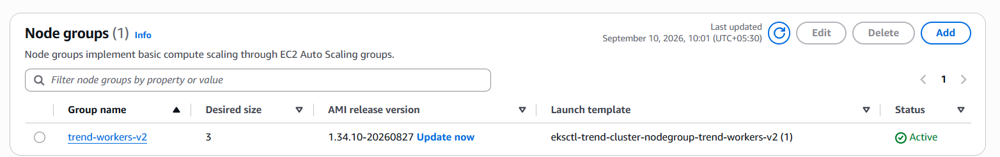 Node groups (1) Info
Last updated
September 10, 2026, 10:01 (UTC+05:30)
Edit
Delete
Add
Node groups implement basic compute scaling through EC2 Auto Scaling groups.
Filter node groups by property or value
1
Group name Desired size AMI release version Launch template Status
trend-workers-v2 3 1.34.10-20260827 Update now eksctl-trend-cluster-nodegroup-trend-workers-v2 (1) Active